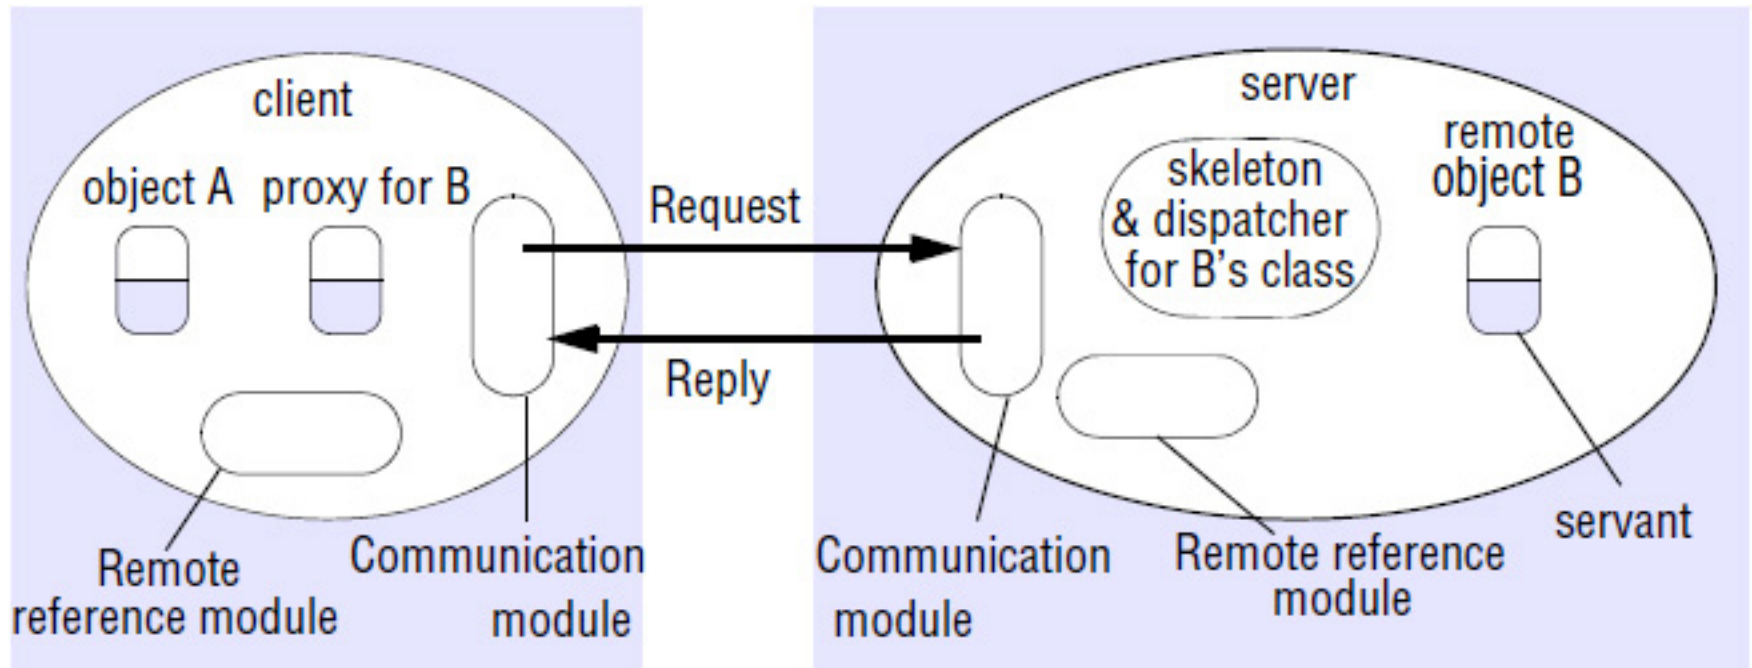 client
object A
proxy for B
Request
Reply
Remote
reference module
Communication
module
server
skeleton
& dispatcher
for B's class
remote
object B
Communication
module
Remote reference
module
servant